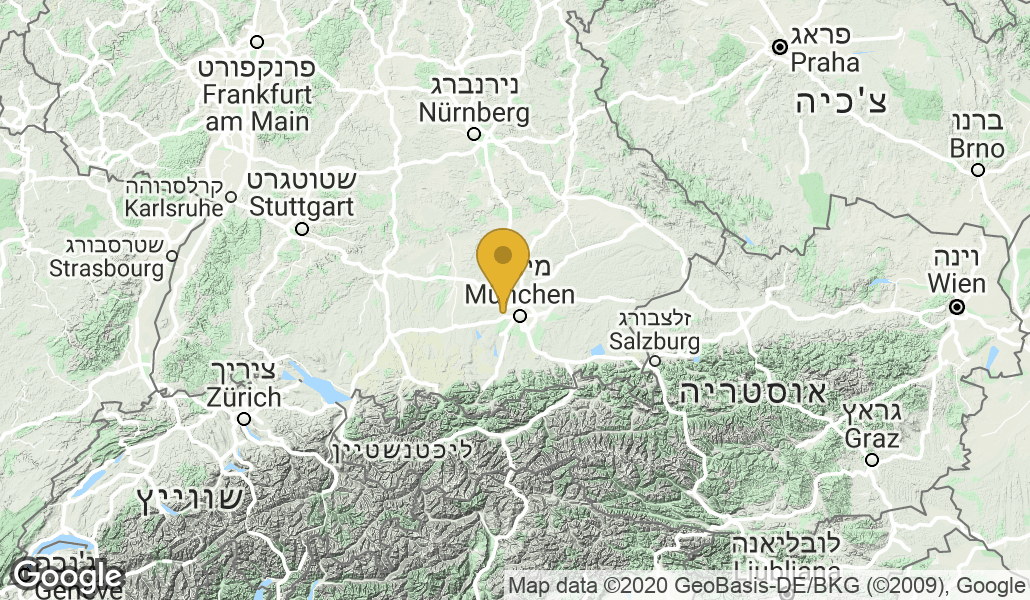 פראג
Praha
צ'כיה
פרנקפורט
Frankfurt
am Main
נירנברג
Nürnberg
ברנו
Brno
קרלסרוהה
Karlsruhe
שטוטגרט
Stuttgart
שטרסבורג
Strasbourg
וינה
Wien
München
זלצבורג
Salzburg
ציריך
Zürich
אוסטריה
גראץ
Graz
ליכטנשטיין
שווייץ
לובליאנה
Ljubljana
Genève
Google
Map data ©2020 GeoBasis-DE/BKG (©2009), Google